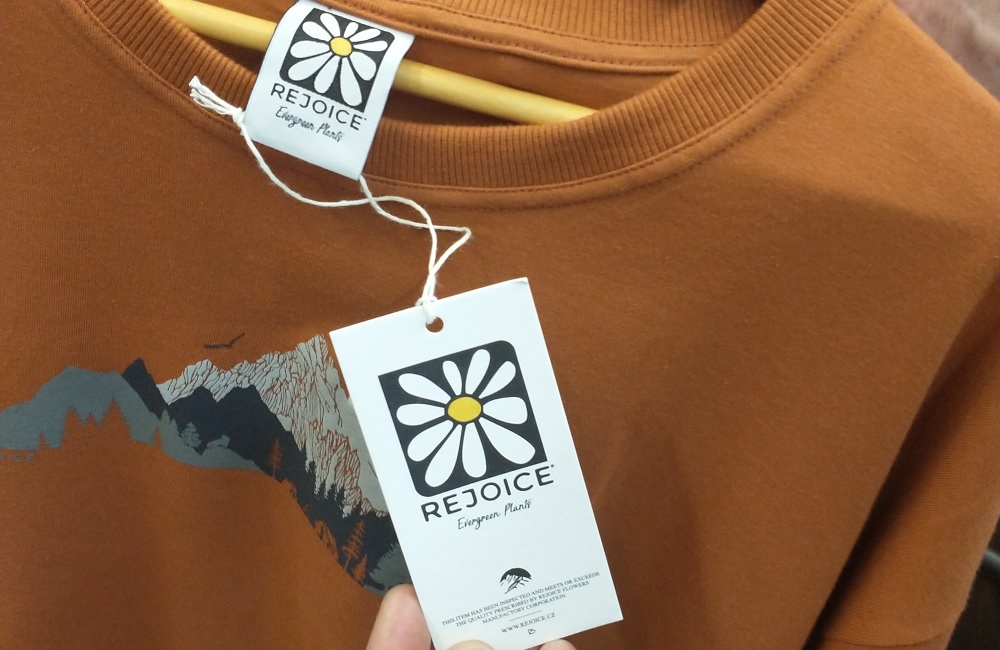 REJOICE
Evergreen Plants
REJOICE
Evergreen Plants
THIS ITEM HAS BEEN INSPECTED AND MEETS OR EXCEEDS
THE QUALITY PRESCRIBED BY REJOICE FLOWERS
MANUFACTORY CORPORATION
WWW.REJOICE.CZ